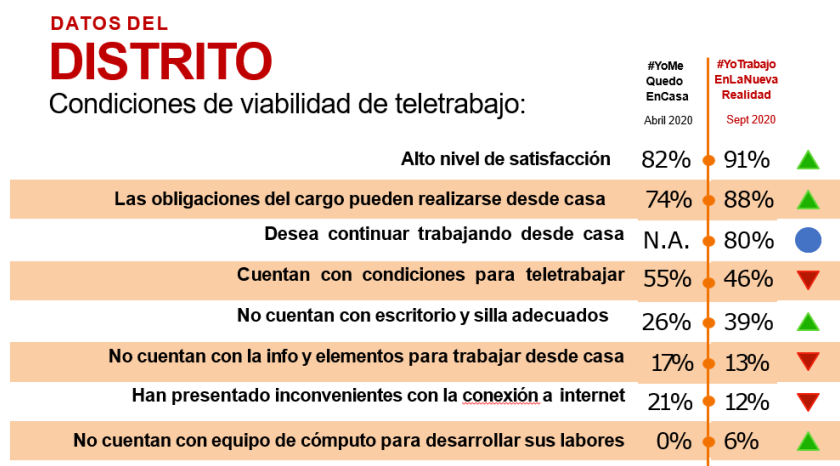 DATOS DEL
DISTRITO
Condiciones de viabilidad de teletrabajo:
#YoMe
Quedo
EnCasa
Abril 2020
#YoTrabajo
EnLaNueva
Realidad
Sept 2020
Alto nivel de satisfacción 82% 91%
Las obligaciones del cargo pueden realizarse desde casa 74% 88%
Desea continuar trabajando desde casa N.A. 80%
Cuentan con condiciones para teletrabajar 55% 46%
No cuentan con escritorio y silla adecuados 26% 39%
No cuentan con la info y elementos para trabajar desde casa 17% 13%
Han presentado inconvenientes con la conexión a internet 21% 12%
No cuentan con equipo de cómputo para desarrollar sus labores 0% 6%